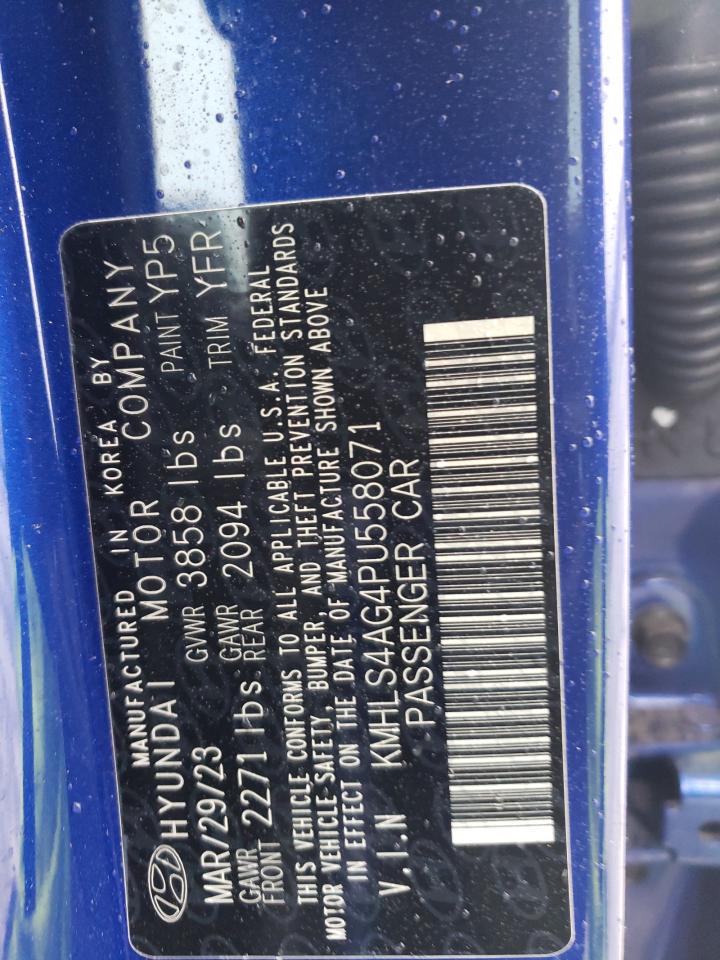 MANUFACTURED IN KOREA BY
HYUNDAI MOTOR COMPANY
MAR/29/23 GVWR 3858 lbs PAINT YP5
GAWR FRONT 2271 lbs. GAWR REAR 2094 lbs TRIM YFR
THIS VEHICLE CONFORMS TO ALL APPLICABLE U.S.A. FEDERAL
MOTOR VEHICLE-SAFETY, BUMPER, AND THEFT PREVENTION STANDARDS
IN EFFECT ON THE DATE OF MANUFACTURE SHOWN ABOVE
V.I.N KMHLS4AG4PU558071
PASSENGER CAR